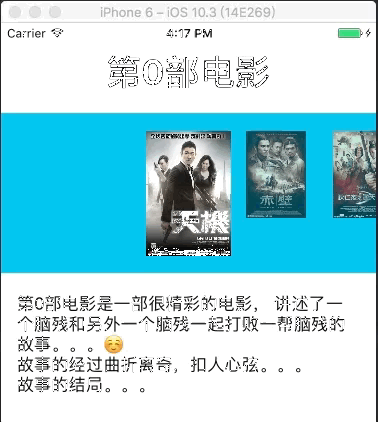 iPhone 6 – iOS 10.3 (14E269)
Carrier 4:17 PM
第0部电影
天機
赤壁
第0部电影是一部很精彩的电影， 讲述了一
个脑残和另外一个脑残一起打败一帮脑残的
故事。。。☺️
故事的经过曲折离奇，扣人心弦。。。
故事的结局。。。